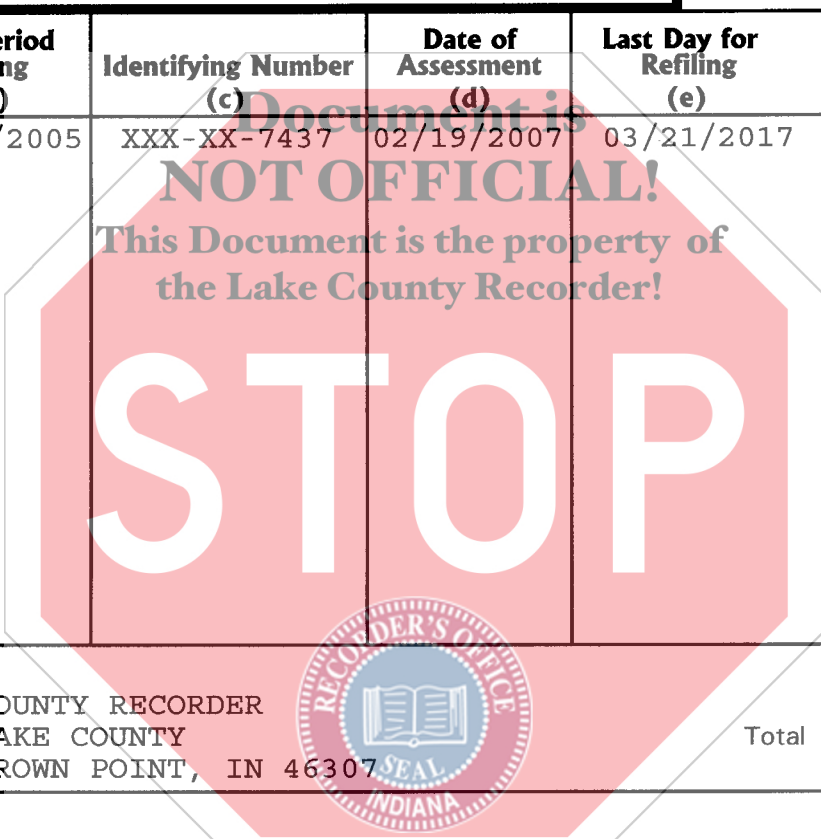 eriod
ng
)
Identifying Number
(c)
Date of
Assessment
(d)
Last Day for
Refiling
(e)
/2005 XXX-XX-7437 02/19/2007 03/21/2017
Document is
NOT OFFICIAL!
This Document is the property of
the Lake County Recorder!
STOP
OUNTY RECORDER
AKE COUNTY
ROWN POINT, IN 46307
Total
RECORDER'S OFFICE
SEAL
INDIANA